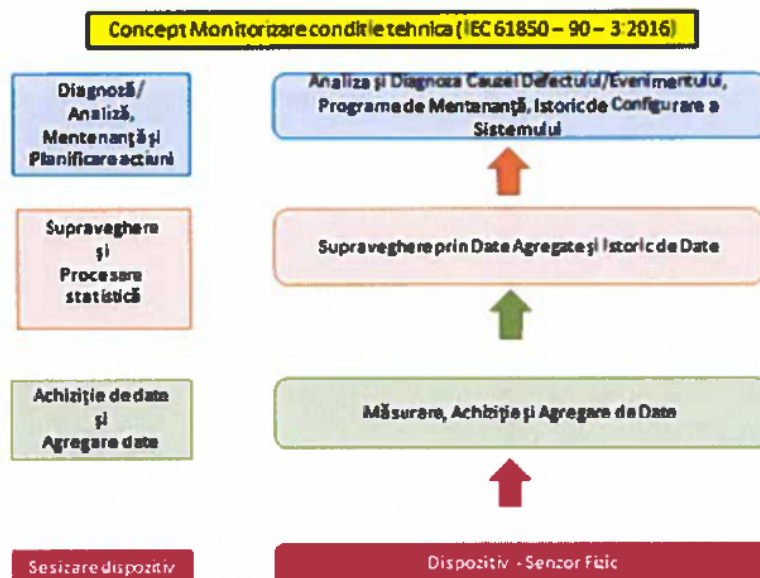 Concept Monitorizare conditie tehnica (IEC 61850 – 90 – 3:2016)
Diagnoză/
Analiză,
Mentenanță și
Planificare actiuni
Analiza și Diagnoza Cauzei Defectului/Evenimentului,
Programe de Mentenanță, Istoric de Configurare a
Sistemului
Supraveghere
și
Procesare
statistică
Supraveghere prin Date Agregate și Istoric de Date
Achiziție de date
și
Agregare date
Măsurare, Achiziție și Agregare de Date
Sesizare dispozitiv
Dispozitiv - Senzor Fizic